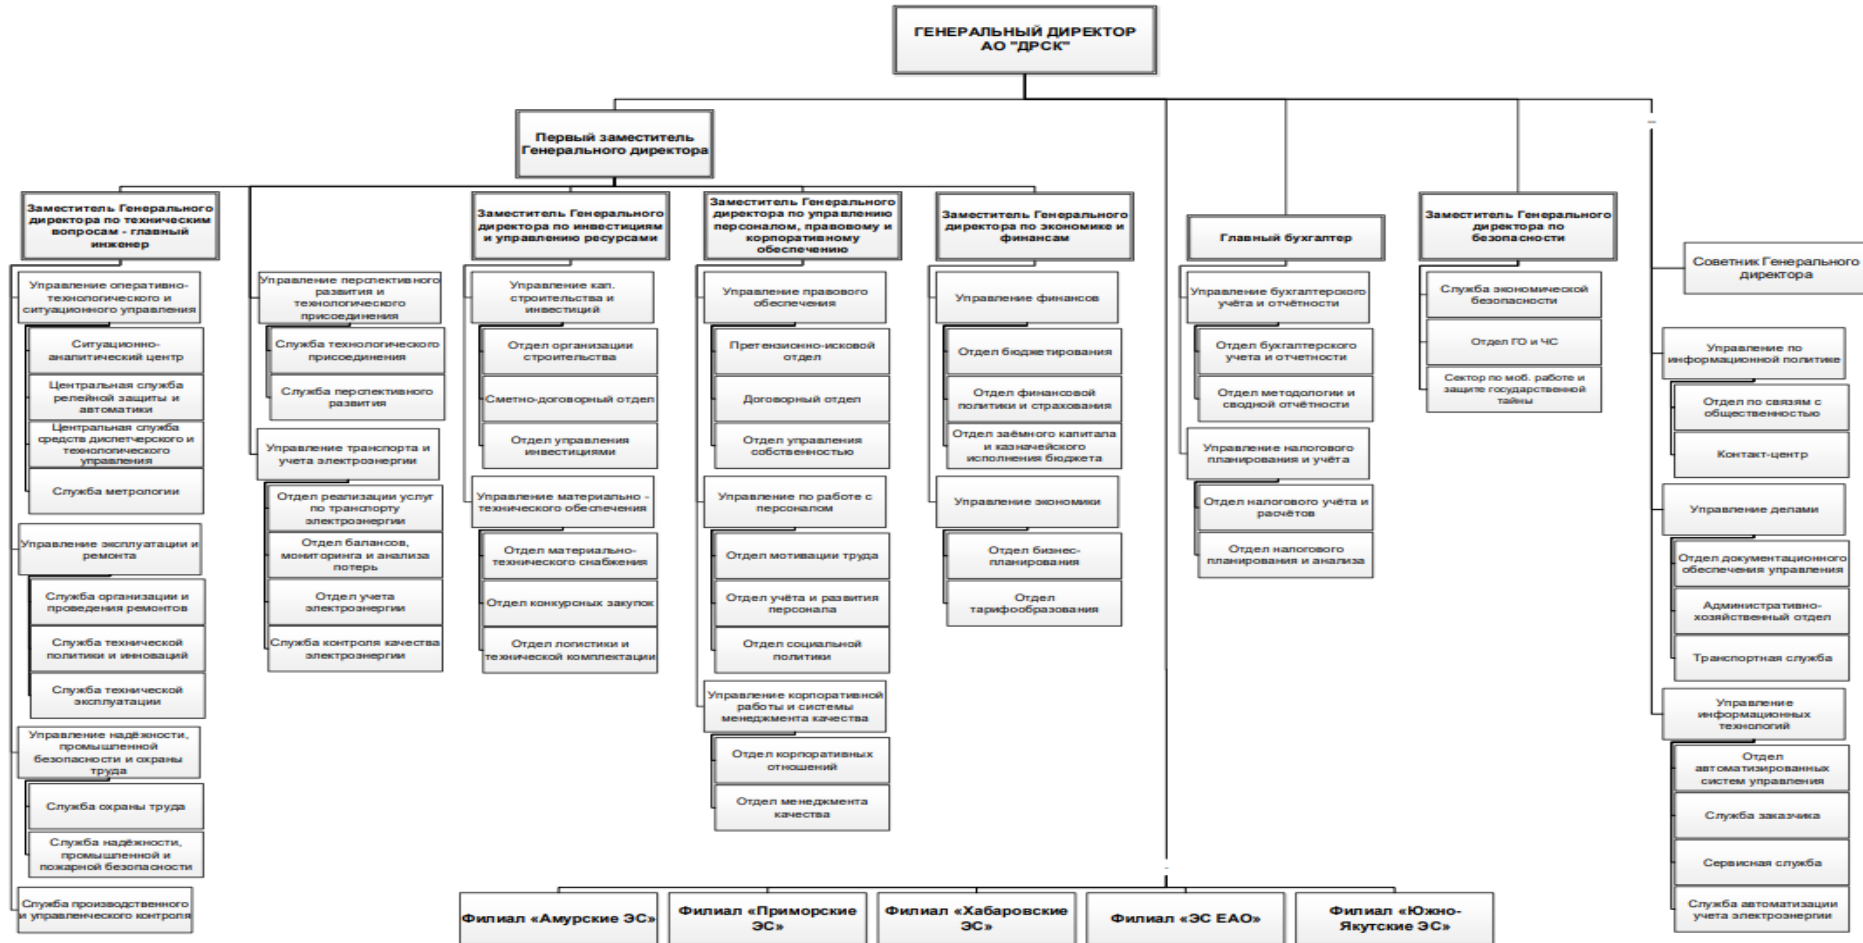 ГЕНЕРАЛЬНЫЙ ДИРЕКТОР
АО "ДРСК"
Первый заместитель
Генерального директора
Заместитель Генерального
директора по техническим
вопросам - главный
инженер
Управление оперативно-
технологического и
ситуационного управления
Ситуационно-
аналитический центр
Центральная служба
релейной защиты и
автоматики
Центральная служба
средств диспетчерского и
технологического
управления
Служба метрологии
Управление эксплуатации и
ремонта
Служба организации и
проведения ремонтов
Служба технической
политики и инноваций
Служба технической
эксплуатации
Управление надёжности,
промышленной
безопасности и охраны
труда
Служба охраны труда
Служба надёжности,
промышленной и
пожарной безопасности
Служба производственного
и управленческого контроля
Управление перспективного
развития и
технологического
присоединения
Служба технологического
присоединения
Служба перспективного
развития
Управление транспорта и
учета электроэнергии
Отдел реализации услуг
по транспорту
электроэнергии
Отдел балансов,
мониторинга и анализа
потерь
Отдел учета
электроэнергии
Служба контроля качества
электроэнергии
Заместитель Генерального
директора по инвестициям
и управлению ресурсами
Управление кап.
строительства и
инвестиций
Отдел организации
строительства
Сметно-договорный отдел
Отдел управления
инвестициями
Управление материально -
технического обеспечения
Отдел материально-
технического снабжения
Отдел конкурсных закупок
Отдел логистики и
технической комплектации
Заместитель Генерального
директора по управлению
персоналом, правовому и
корпоративному
обеспечению
Управление правового
обеспечения
Претензионно-исковой
отдел
Договорный отдел
Отдел управления
собственностью
Управление по работе с
персоналом
Отдел мотивации труда
Отдел учёта и развития
персонала
Отдел социальной
политики
Управление корпоративной
работы и системы
менеджмента качества
Отдел корпоративных
отношений
Отдел менеджмента
качества
Заместитель Генерального
директора по экономике и
финансам
Управление финансов
Отдел бюджетирования
Отдел финансовой
политики и страхования
Отдел заёмного капитала
и казначейского
исполнения бюджета
Управление экономики
Отдел бизнес-
планирования
Отдел
тарифообразования
Главный бухгалтер
Управление бухгалтерского
учёта и отчётности
Отдел бухгалтерского
учета и отчетности
Отдел методологии и
сводной отчётности
Управление налогового
планирования и учёта
Отдел налогового учёта и
расчётов
Отдел налогового
планирования и анализа
Заместитель Генерального
директора по
безопасности
Служба экономической
безопасности
Отдел ГО и ЧС
Сектор по моб. работе и
защите государственной
тайны
Советник Генерального
директора
Управление по
информационной политике
Отдел по связям с
общественностью
Контакт-центр
Управление делами
Отдел документационного
обеспечения управления
Административно-
хозяйственный отдел
Транспортная служба
Управление
информационных
технологий
Отдел
автоматизированных
систем управления
Служба заказчика
Сервисная служба
Служба автоматизации
учета электроэнергии
Филиал «Амурские ЭС»
Филиал «Приморские
ЭС»
Филиал «Хабаровские
ЭС»
Филиал «ЭС ЕАО»
Филиал «Южно-
Якутские ЭС»